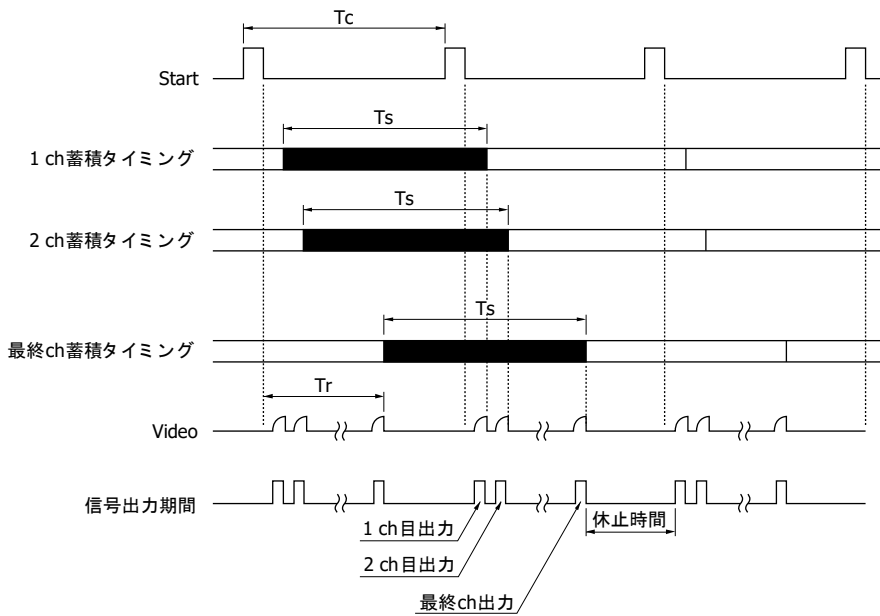 Tc
Start
Ts
1 ch蓄積タイミング
Ts
2 ch蓄積タイミング
Ts
最終ch蓄積タイミング
Tr
Video
信号出力期間
1 ch目出力
休止時間
2 ch目出力
最終ch出力